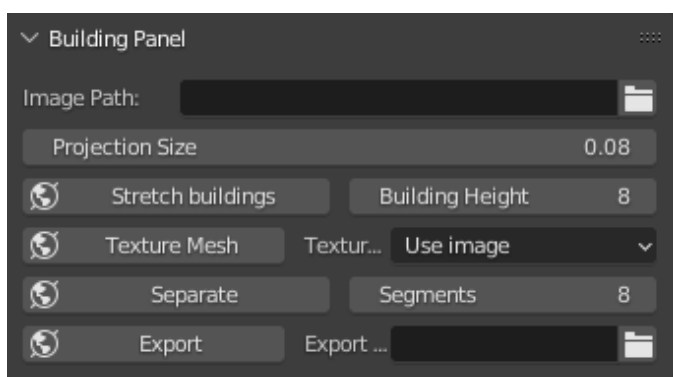 Building Panel
Image Path:
Projection Size 0.08
Stretch buildings Building Height 8
Texture Mesh Textur... Use image
Separate Segments 8
Export Export ...